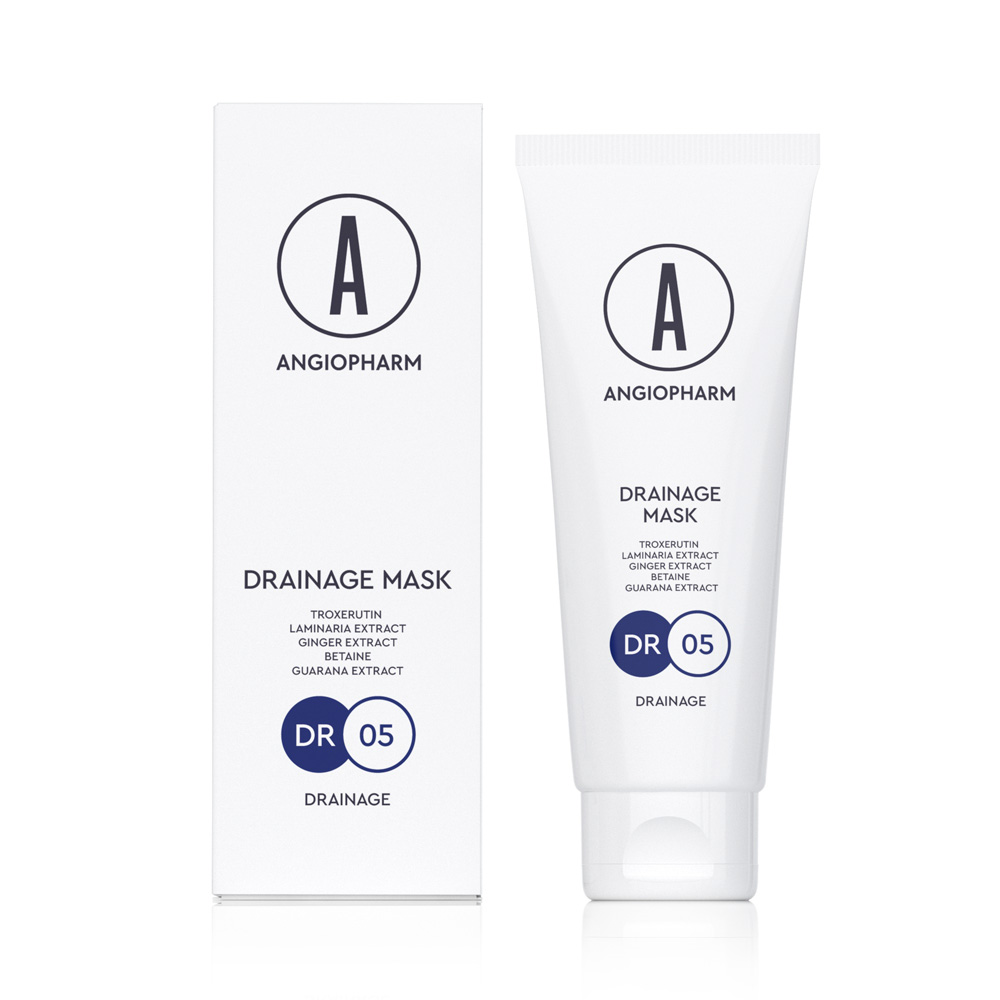 A
ANGIOPHARM
DRAINAGE MASK
TROXERUTIN
LAMINARIA EXTRACT
GINGER EXTRACT
BETAINE
GUARANA EXTRACT
DR 05
DRAINAGE
A
ANGIOPHARM
DRAINAGE
MASK
TROXERUTIN
LAMINARIA EXTRACT
GINGER EXTRACT
BETAINE
GUARANA EXTRACT
DR 05
DRAINAGE